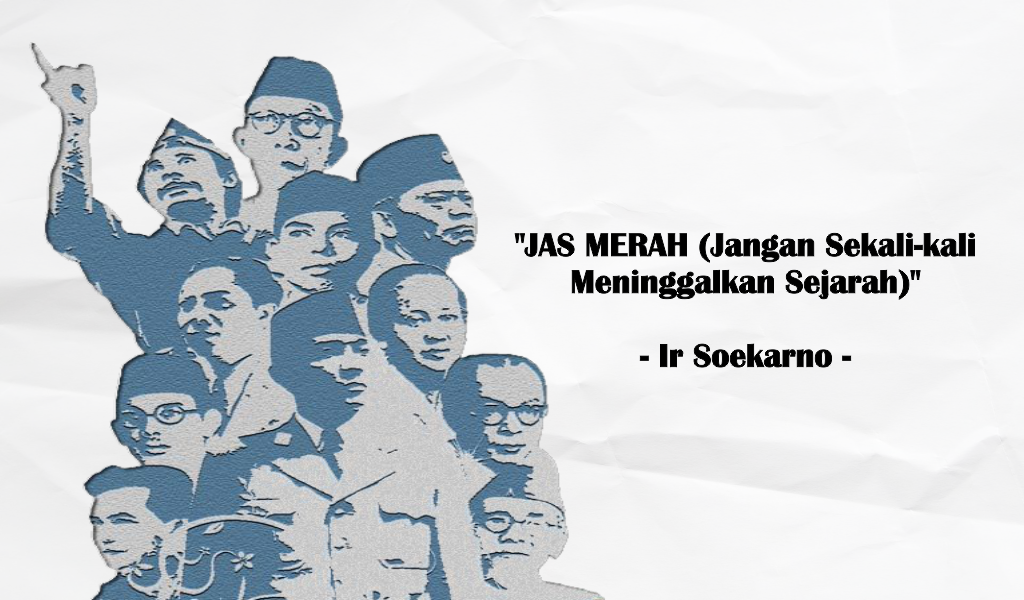 "JAS MERAH (Jangan Sekali-kali
Meninggalkan Sejarah)"
- Ir Soekarno -